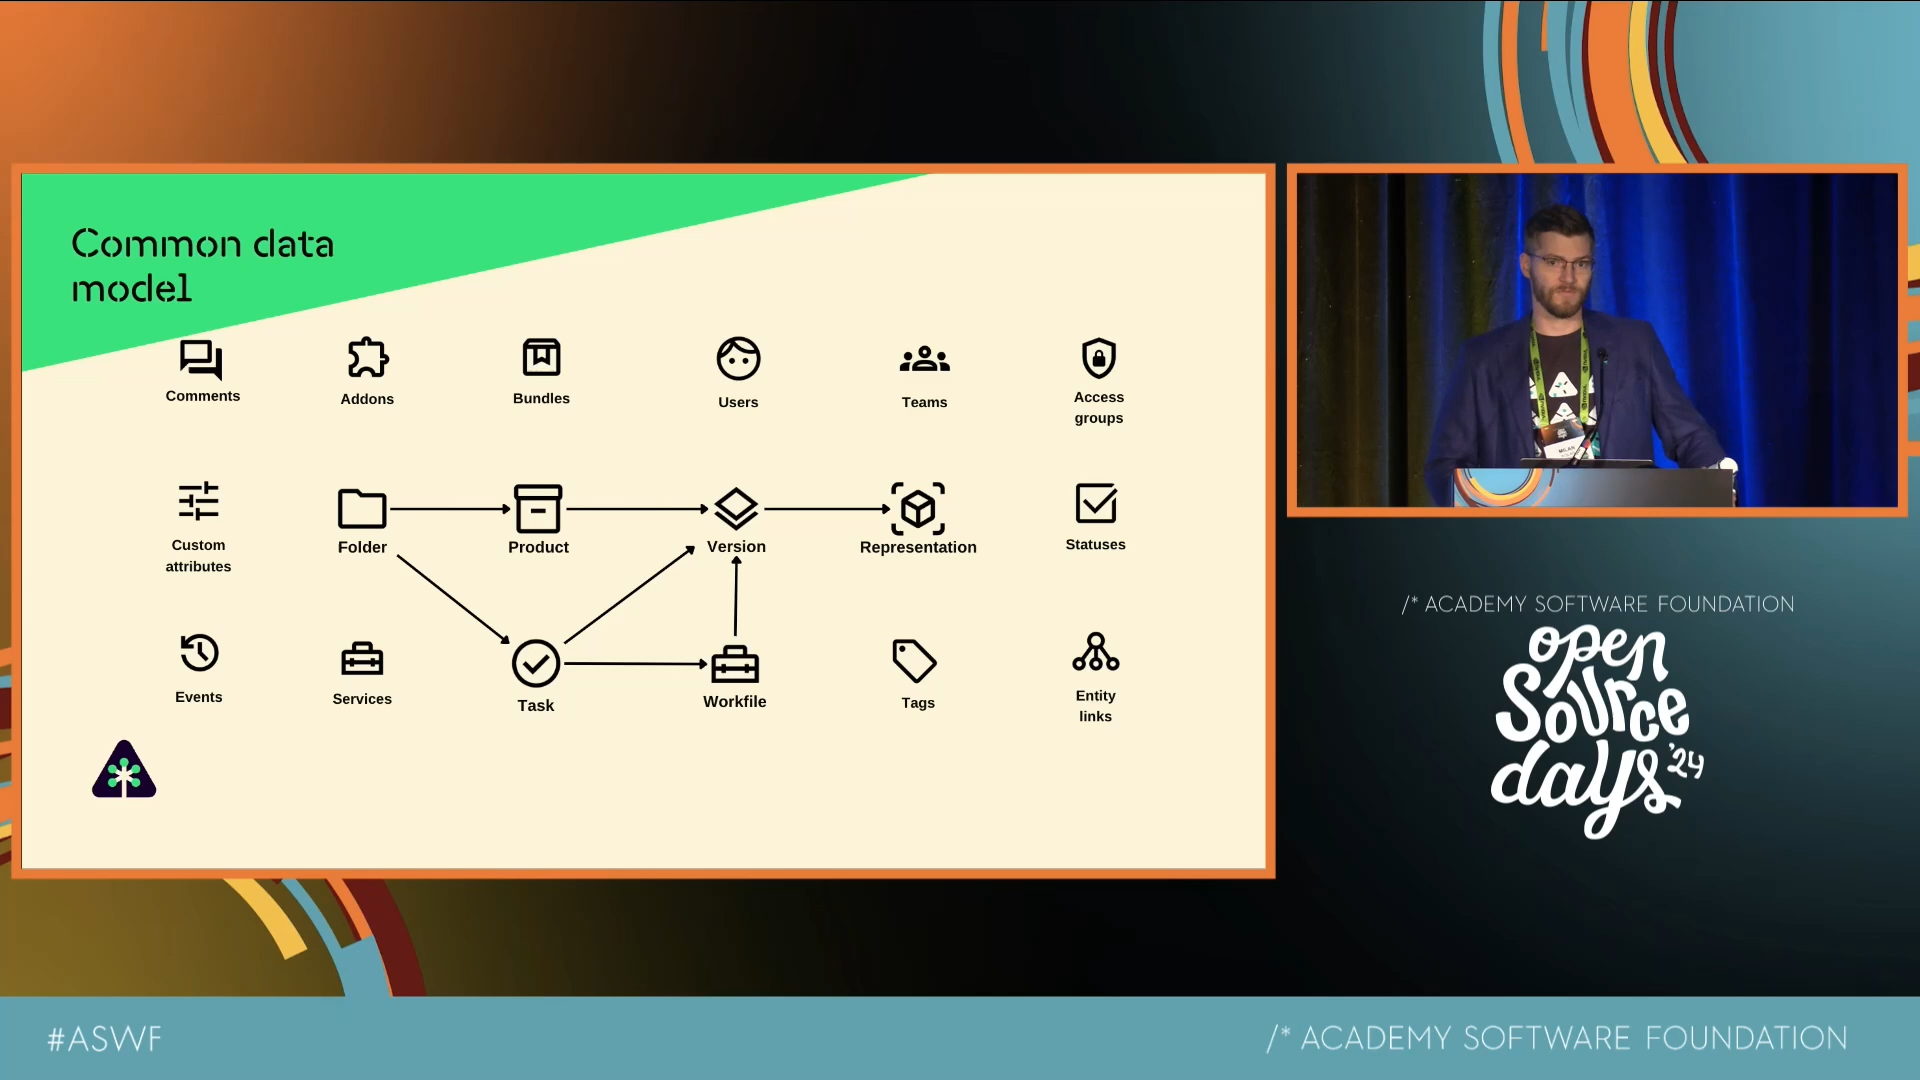 Common data
model
Comments
Addons
Bundles
Users
Teams
Access
groups
Custom
attributes
Folder
Product
Version
Representation
Statuses
Events
Services
Task
Workfile
Tags
Entity
links
MILAN
/* ACADEMY SOFTWARE FOUNDATION
open
source
days '24
#ASWF
/* ACADEMY SOFTWARE FOUNDATION